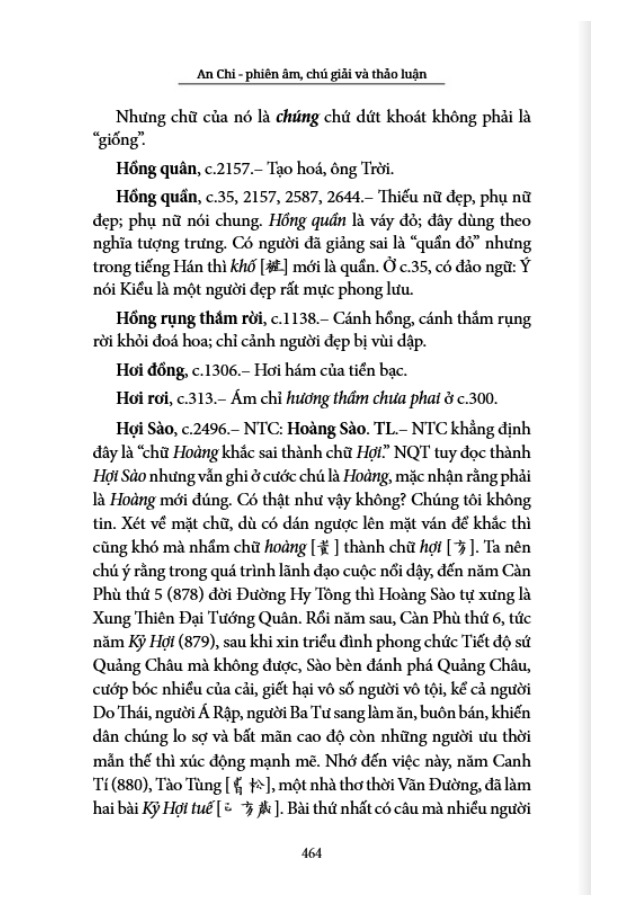 An Chi - phiên âm, chú giải và thảo luận
Nhưng chữ của nó là chúng chứ dứt khoát không phải là
“giống”.
Hồng quân, c.2157.– Tạo hoá, ông Trời.
Hồng quần, c.35, 2157, 2587, 2644.– Thiếu nữ đẹp, phụ nữ
đẹp; phụ nữ nói chung. Hồng quần là váy đỏ; đây dùng theo
nghĩa tượng trưng. Có người đã giảng sai là “quần đỏ” nhưng
trong tiếng Hán thì khố [褲] mới là quần. Ở c.35, có đảo ngữ: Ý
nói Kiều là một người đẹp rất mực phong lưu.
Hồng rụng thắm rời, c.1138.– Cánh hồng, cánh thắm rụng
rời khỏi đoá hoa; chỉ cảnh người đẹp bị vùi dập.
Hơi đồng, c.1306.– Hơi hám của tiền bạc.
Hơi rơi, c.313.– Ám chỉ hương thầm chưa phai ở c.300.
Hợi Sào, c.2496.– NTC: Hoàng Sào. TL.– NTC khẳng định
đây là “chữ Hoàng khắc sai thành chữ Hợi.” NQT tuy đọc thành
Hợi Sào nhưng vẫn ghi ở cước chú là Hoàng, mặc nhận rằng phải
là Hoàng mới đúng. Có thật như vậy không? Chúng tôi không
tin. Xét về mặt chữ, dù có dán ngược lên mặt ván để khắc thì
cũng khó mà nhầm chữ hoàng [黄] thành chữ hợi [亥]. Ta nên
chú ý rằng trong quá trình lãnh đạo cuộc nổi dậy, đến năm Càn
Phù thứ 5 (878) đời Đường Hy Tông thì Hoàng Sào tự xưng là
Xung Thiên Đại Tướng Quân. Rồi năm sau, Càn Phù thứ 6, tức
năm Kỷ Hợi (879), sau khi xin triều đình phong chức Tiết độ sứ
Quảng Châu mà không được, Sào bèn đánh phá Quảng Châu,
cướp bóc nhiều của cải, giết hại vô số người vô tội, kể cả người
Do Thái, người Á Rập, người Ba Tư sang làm ăn, buôn bán, khiến
dân chúng lo sợ và bất mãn cao độ còn những người ưu thời
mẫn thế thì xúc động mạnh mẽ. Nhớ đến việc này, năm Canh
Tí (880), Tào Tùng [曹 松], một nhà thơ thời Vãn Đường, đã làm
hai bài Kỷ Hợi tuế [己 亥 歲]. Bài thứ nhất có câu mà nhiều người
464